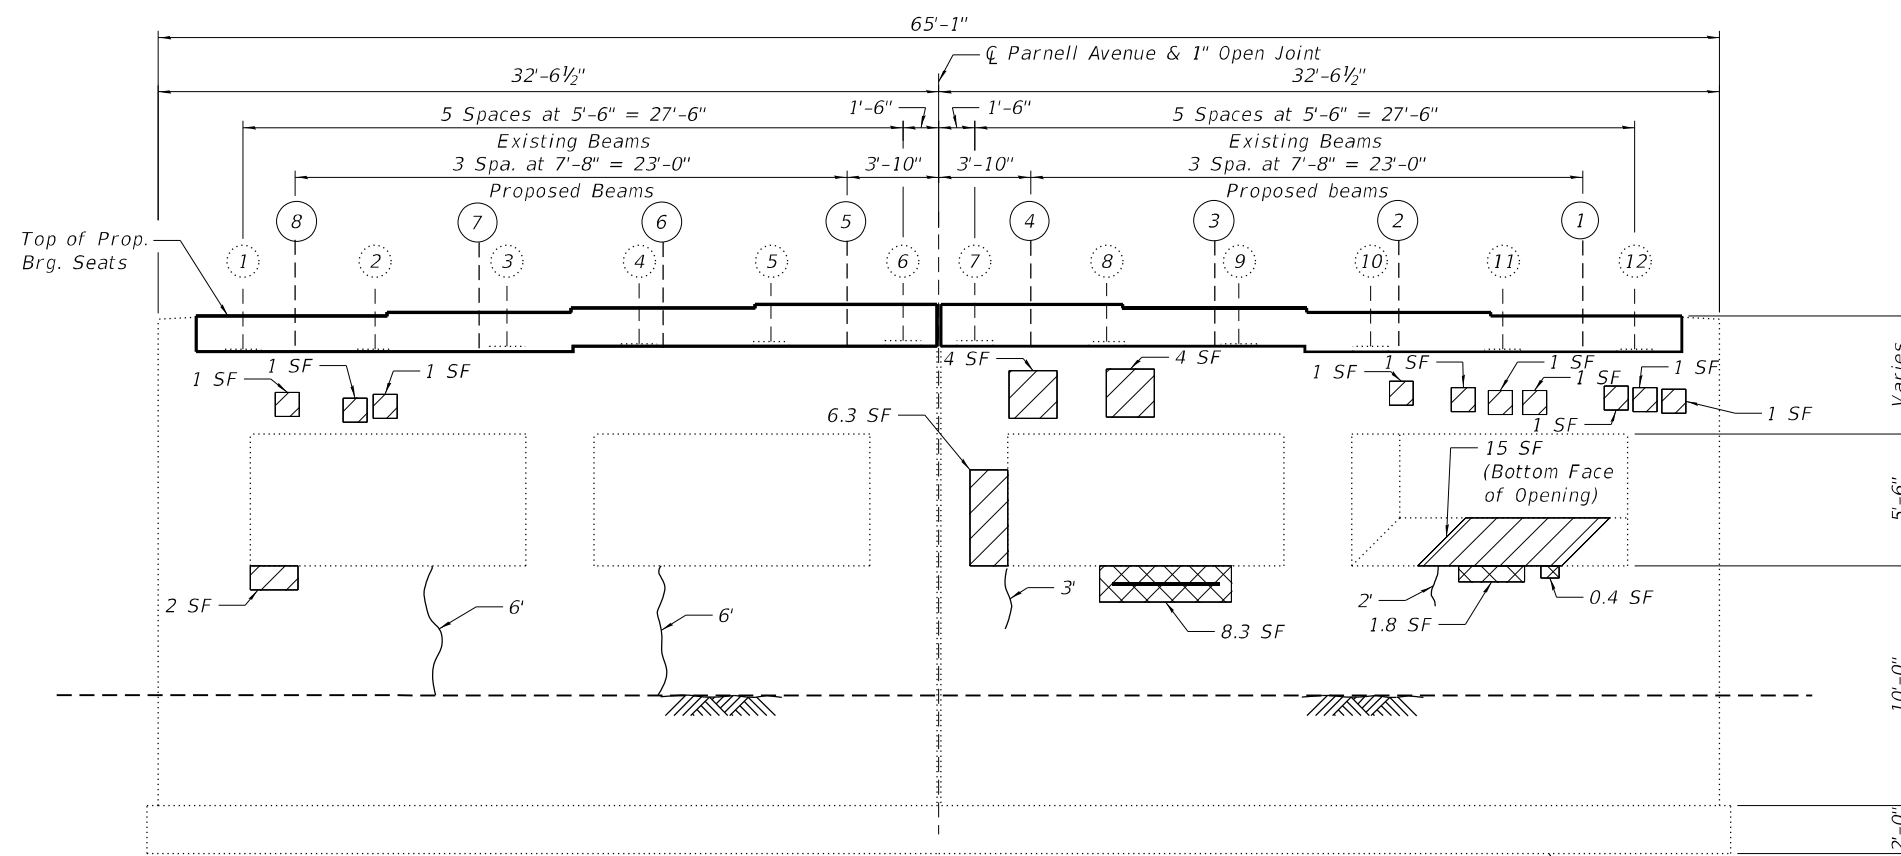 65'-1"
℄ Parnell Avenue & 1" Open Joint
32'-6½" 32'-6½"
5 Spaces at 5'-6" = 27'-6" 1'-6" 1'-6" 5 Spaces at 5'-6" = 27'-6"
Existing Beams Existing Beams
3 Spa. at 7'-8" = 23'-0" 3'-10" 3'-10" 3 Spa. at 7'-8" = 23'-0"
Proposed Beams Proposed beams
8 7 6 5 4 3 2 1
Top of Prop.
Brg. Seats
1 2 3 4 5 6 7 8 9 10 11 12
1 SF 1 SF 1 SF 4 SF 4 SF 1 SF 1 SF 1 SF 1 SF 1 SF
Varies
6.3 SF 1 SF 1 SF
15 SF
(Bottom Face
of Opening)
5'-6"
2 SF 6' 6' 3' 8.3 SF 2' 1.8 SF 0.4 SF
10'-0"
2'-0"